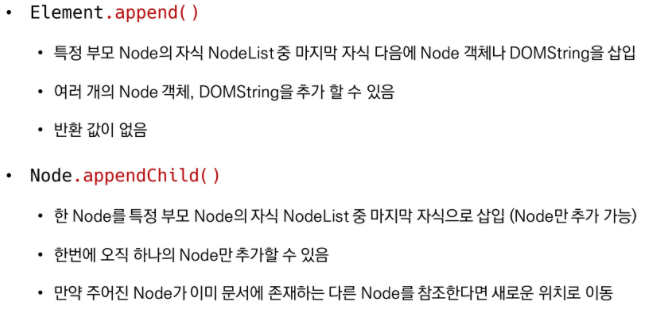 • Element.append()
• 특정 부모 Node의 자식 NodeList 중 마지막 자식 다음에 Node 객체나 DOMString을 삽입
• 여러 개의 Node 객체, DOMString을 추가 할 수 있음
• 반환 값이 없음
• Node.appendChild()
• 한 Node를 특정 부모 Node의 자식 NodeList 중 마지막 자식으로 삽입 (Node만 추가 가능)
• 한번에 오직 하나의 Node만 추가할 수 있음
• 만약 주어진 Node가 이미 문서에 존재하는 다른 Node를 참조한다면 새로운 위치로 이동